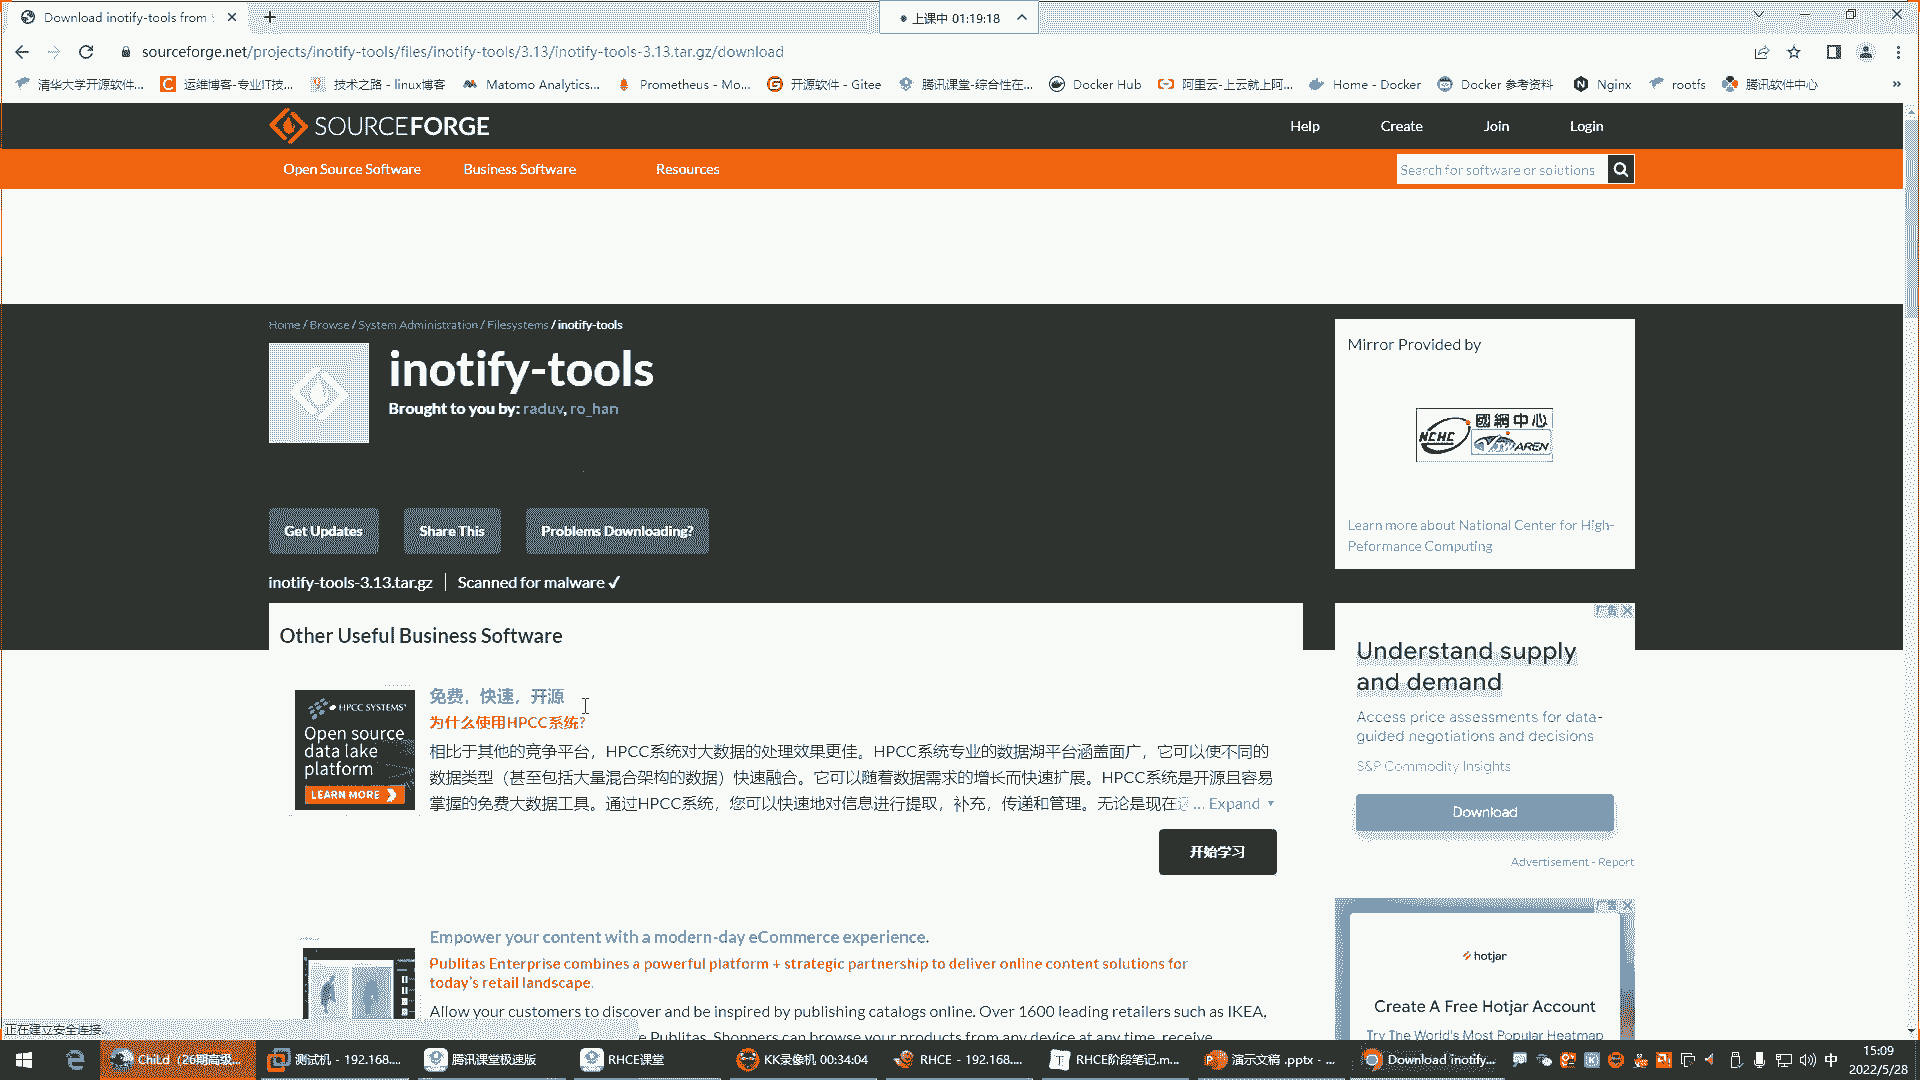 Download inotify-tools from
上课中 01:19:18
sourceforge.net/projects/inotify-tools/files/inotify-tools/3.13/inotify-tools-3.13.tar.gz/download
清华大学开源软件... 运维博客-专业IT技... 技术之路 - linux博客 Matomo Analytics... Prometheus - Mo... 开源软件 - Gitee 腾讯课堂-综合性在... Docker Hub 阿里云-上云就上阿... Home - Docker Docker 参考资料 Nginx rootfs 腾讯软件中心 »
SOURCEFORGE
Help Create Join Login
Open Source Software Business Software Resources
Search for software or solutions
Home / Browse / System Administration / Filesystems / inotify-tools
inotify-tools
Brought to you by: raduv, ro_han
Mirror Provided by
國網中心
NCHC
TWAREN
Learn more about National Center for High-
Peformance Computing
Get Updates Share This Problems Downloading?
inotify-tools-3.13.tar.gz Scanned for malware ✓
Other Useful Business Software
HPCC SYSTEMS
Open source
data lake
platform
LEARN MORE
免费，快速，开源
为什么使用HPCC系统?
相比于其他的竞争平台，HPCC系统对大数据的处理效果更佳。HPCC系统专业的数据湖平台涵盖面广，它可以使不同的
数据类型（甚至包括大量混合架构的数据）快速融合。它可以随着数据需求的增长而快速扩展。HPCC系统是开源且容易
掌握的免费大数据工具。通过HPCC系统，您可以快速地对信息进行提取，补充，传递和管理。无论是现在 ... Expand
开始学习
广告
Understand supply
and demand
Access price assessments for data-
guided negotiations and decisions
S&P Commodity Insights
Download
Advertisement - Report
Empower your content with a modern-day eCommerce experience.
Publitas Enterprise combines a powerful platform + strategic partnership to deliver online content solutions for
today's retail landscape.
Allow your customers to discover and be inspired by publishing catalogs online. Over 1600 leading retailers such as IKEA,
e Publitas. Shoppers can browse your products from any device at any time, receive
hotjar
Create A Free Hotjar Account
Try The World's Most Popular Heatmap
正在建立安全连接...
Child（26期高级... 测试机 - 192.168.... 腾讯课堂极速版 RHCE课堂 KK录像机 00:34:04 RHCE - 192.168.... RHCE阶段笔记.m... 演示文稿 .pptx - ... Download inotify... 中
15:09
2022/5/28